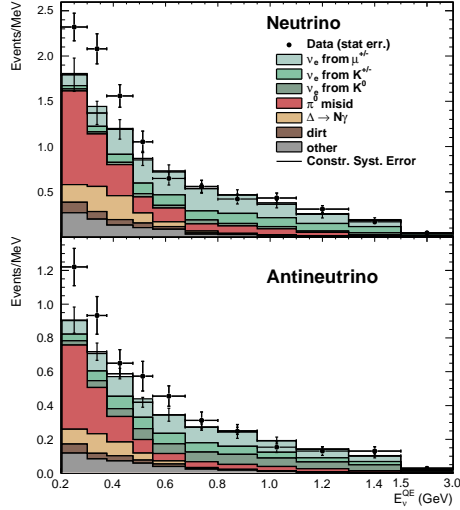 Events/MeV
2.5
2.0
1.5
1.0
0.5
Neutrino
Data (stat err.)
νe from μ+/-
νe from K+/-
νe from K0
π0 misid
Δ → Nγ
dirt
other
Constr. Syst. Error
Events/MeV
1.2
1.0
0.8
0.6
0.4
0.2
0.0
Antineutrino
0.2 0.4 0.6 0.8 1.0 1.2 1.4 1.5 3.0
EνQE (GeV)